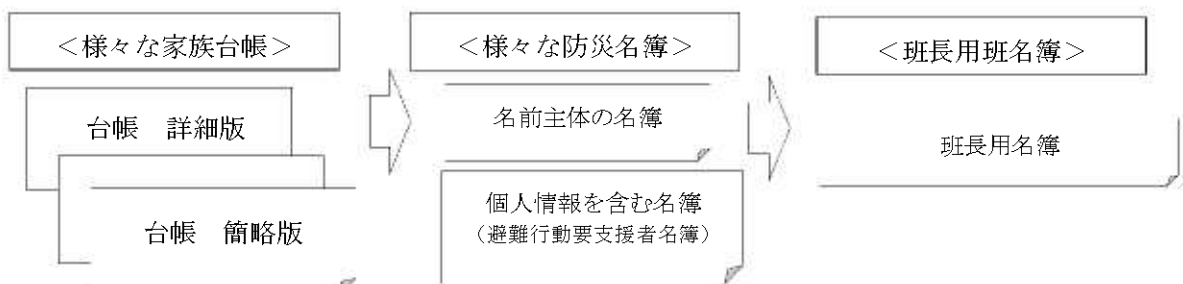 ＜様々な家族台帳＞
台帳　詳細版
台帳　簡略版
＜様々な防災名簿＞
名前主体の名簿
個人情報を含む名簿
（避難行動要支援者名簿）
＜班長用班名簿＞
班長用名簿